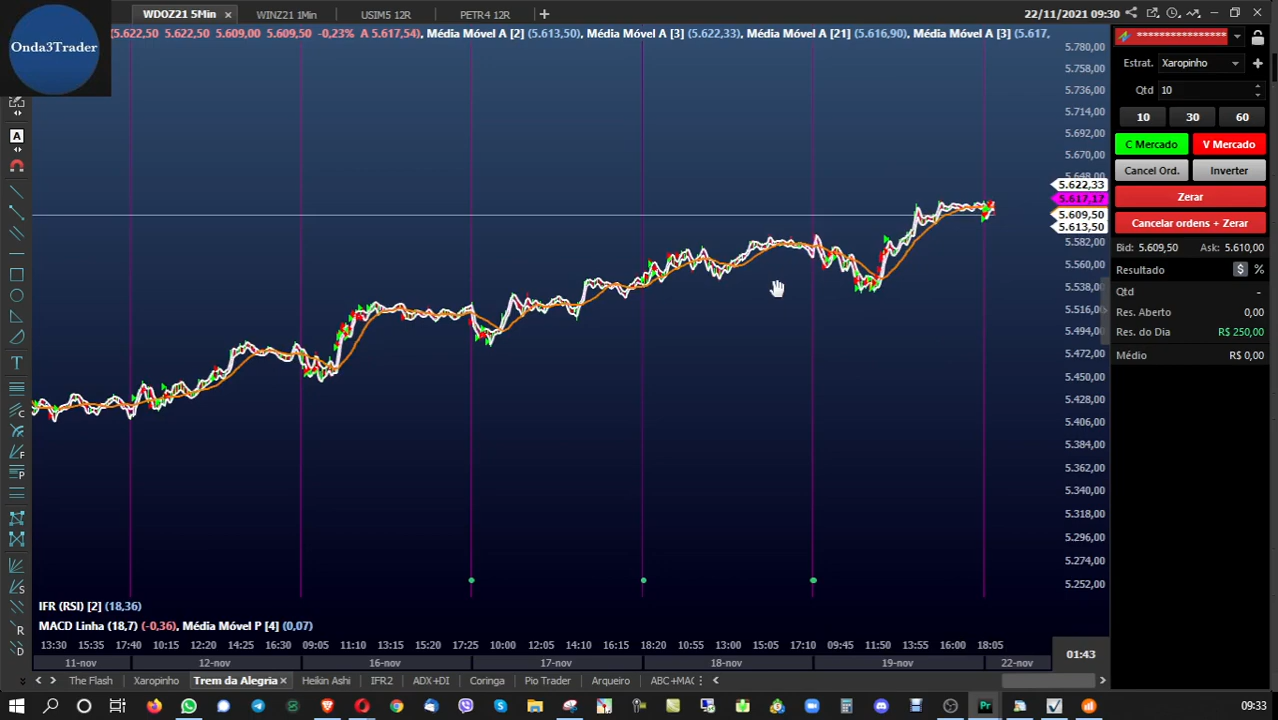 Onda3Trader
WDOZ21 5Min
WINZ21 1Min
USIM5 12R
PETR4 12R
22/11/2021 09:30
(5.622,50 5.622,50 5.609,00 5.609,50 -0,23% A 5.617,54), Média Móvel A [2] (5.613,50), Média Móvel A [3] (5.622,33), Média Móvel A [21] (5.616,90), Média Móvel A [3] (5.617,
****************
Estrat. Xaropinho
Qtd 10
10 30 60
C Mercado V Mercado
Cancel Ord. Inverter
Zerar
Cancelar ordens + Zerar
Bid: 5.609,50 Ask: 5.610,00
Resultado $ %
Qtd -
Res. Aberto 0,00
Res. do Dia R$ 250,00
Médio R$ 0,00
5.780,00
5.758,00
5.736,00
5.714,00
5.692,00
5.670,00
5.648,00
5.622,33
5.617,17
5.609,50
5.613,50
5.582,00
5.560,00
5.538,00
5.516,00
5.494,00
5.472,00
5.450,00
5.428,00
5.406,00
5.384,00
5.362,00
5.340,00
5.318,00
5.296,00
5.274,00
5.252,00
A
T
C
F
P
S
R
D
IFR (RSI) [2] (18,36)
MACD Linha (18,7) (-0,36), Média Móvel P [4] (0,07)
13:30 15:35 17:40 10:15 12:20 14:25 16:30 09:05 11:10 13:15 15:20 17:25 10:00 12:05 14:10 16:15 18:20 10:55 13:00 15:05 17:10 09:45 11:50 13:55 16:00 18:05
01:43
11-nov 12-nov 16-nov 17-nov 18-nov 19-nov 22-nov
The Flash Xaropinho Trem da Alegria Heikin Ashi IFR2 ADX+DI Coringa Pio Trader Arqueiro ABC+MAC
Pr
09:33